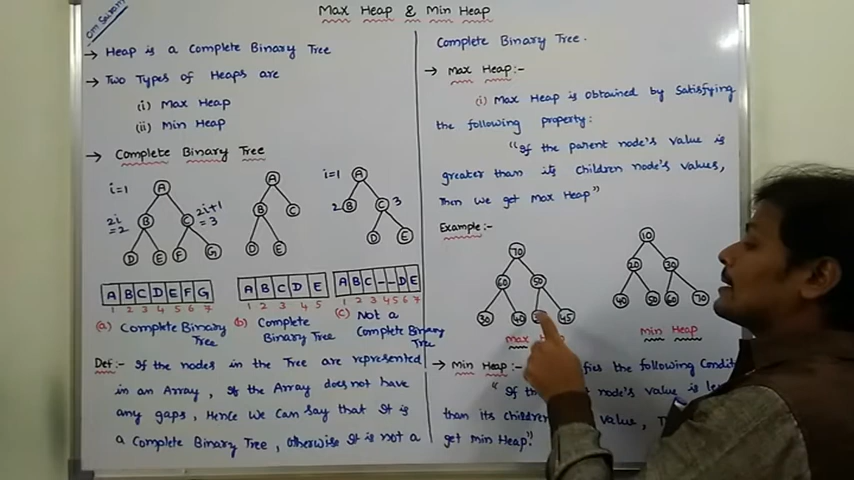 Max Heap & Min Heap
→ Heap is a Complete Binary Tree
→ Two Types of Heaps are
(i) Max Heap
(ii) Min Heap
→ Complete Binary Tree
i=1
A
2i =2
B
C
2i+1 =3
D E F G
A B C D E F G
1 2 3 4 5 6 7
(a) Complete Binary Tree
A
B C
D E
A B C D E
1 2 3 4 5
(b) Complete Binary Tree
i=1
A
2 B C 3
D E
A B C – – D E
1 2 3 4 5 6 7
(c) Not a Complete Binary Tree
Def:- If the nodes in the Tree are represented
in an Array, If the Array does not have
any gaps, Hence We Can Say that It is
a Complete Binary Tree, Otherwise It is not a
Complete Binary Tree.
→ Max Heap:-
(i) Max Heap is obtained by Satisfying
the following property:
"If the parent node's value is
greater than its Children node's values,
Then We get Max Heap"
Example:-
70
60 50
30 40 45
Max
10
20 30
40 50 60 70
Min Heap
→ Min Heap:- the following
"If node's value is
than its Children value,
get Min Heap"